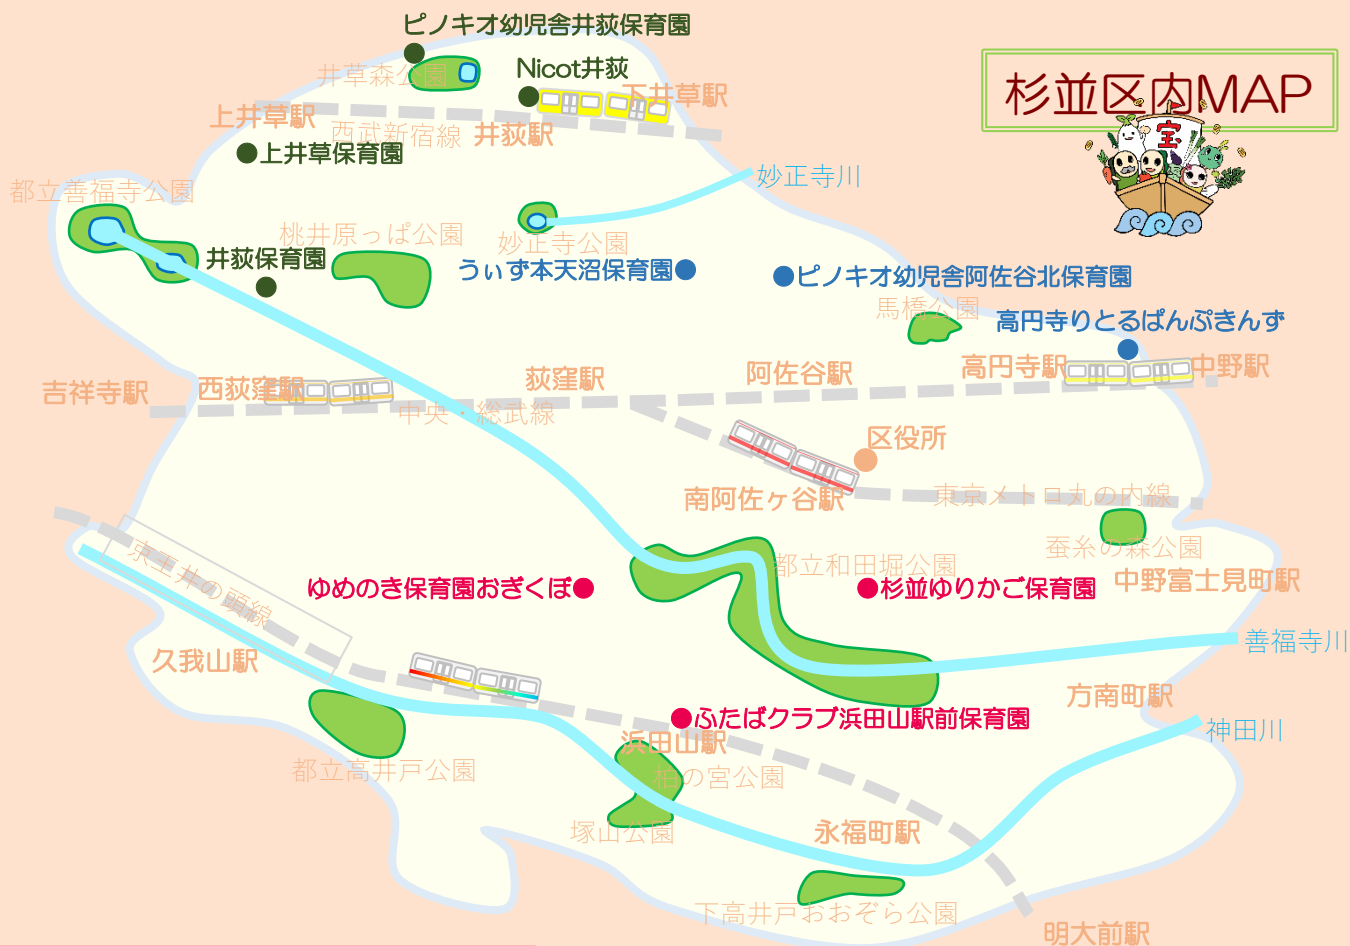 ピノキオ幼児舎井荻保育園
杉並区内MAP
宝
Nicot井荻
井草森公園
下井草駅
上井草駅
西武新宿線
井荻駅
上井草保育園
妙正寺川
都立善福寺公園
桃井原っぱ公園
妙正寺公園
井荻保育園
うぃず本天沼保育園
ピノキオ幼児舎阿佐谷北保育園
馬橋公園
高円寺りとるぱんぷきんず
高円寺駅
中野駅
阿佐谷駅
荻窪駅
西荻窪駅
吉祥寺駅
中央・総武線
区役所
南阿佐ヶ谷駅
東京メトロ丸の内線
蚕糸の森公園
京王井の頭線
都立和田堀公園
中野富士見町駅
ゆめのき保育園おぎくぼ
杉並ゆりかご保育園
善福寺川
久我山駅
方南町駅
ふたばクラブ浜田山駅前保育園
神田川
浜田山駅
都立高井戸公園
柏の宮公園
塚山公園
永福町駅
下高井戸おおぞら公園
明大前駅